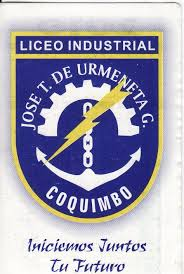 LICEO INDUSTRIAL
JOSE T. DE URMENETA G.
COQUIMBO
Iniciemos Juntos
Tu Futuro